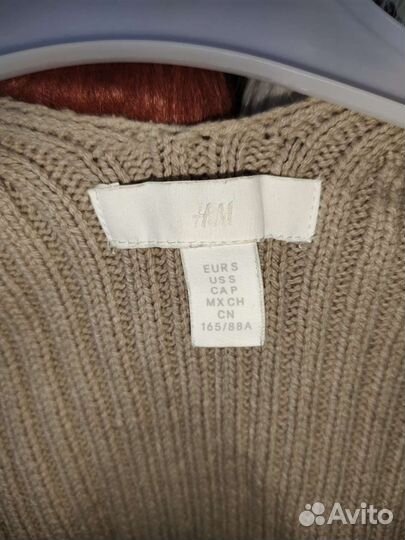 H&M
EUR S
US S
CA P
MX CH
CN
165/88A
Avito